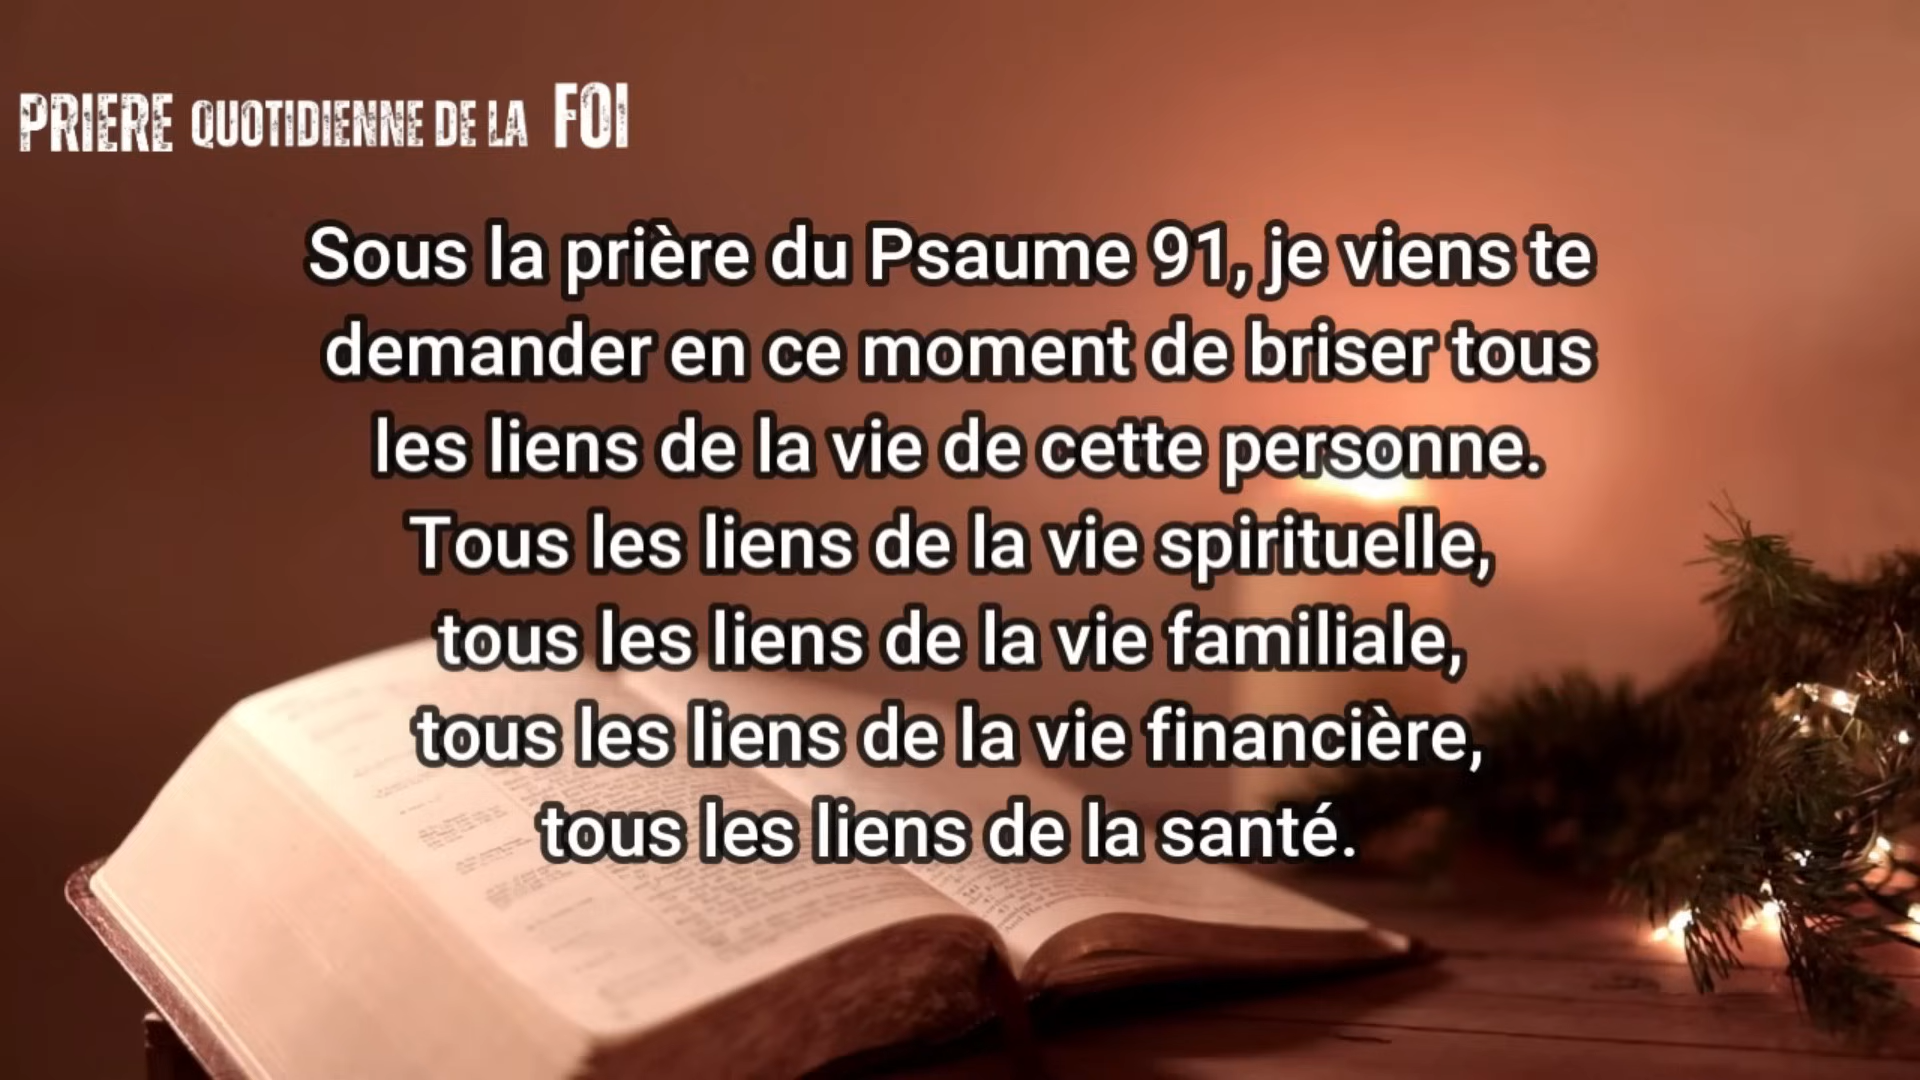 PRIERE QUOTIDIENNE DE LA FOI
Sous la prière du Psaume 91, je viens te
demander en ce moment de briser tous
les liens de la vie de cette personne.
Tous les liens de la vie spirituelle,
tous les liens de la vie familiale,
tous les liens de la vie financière,
tous les liens de la santé.